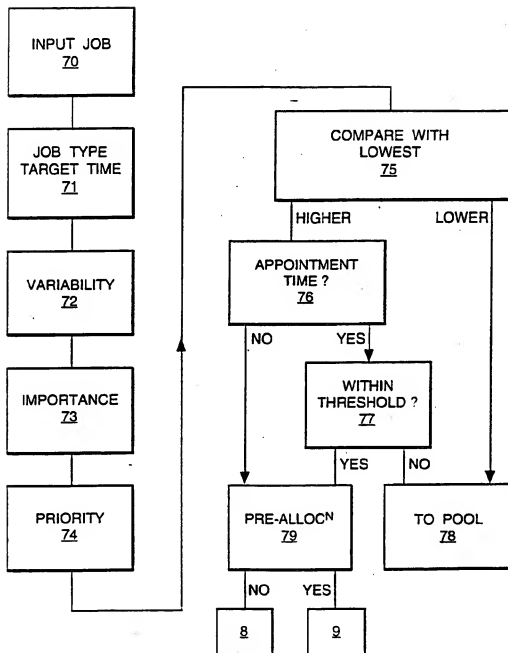 INPUT JOB
70
JOB TYPE
TARGET TIME
71
VARIABILITY
72
IMPORTANCE
73
PRIORITY
74
COMPARE WITH
LOWEST
75
HIGHER
LOWER
APPOINTMENT
TIME ?
76
NO
YES
WITHIN
THRESHOLD ?
77
YES
NO
PRE-ALLOCN
79
TO POOL
78
NO
YES
8
9